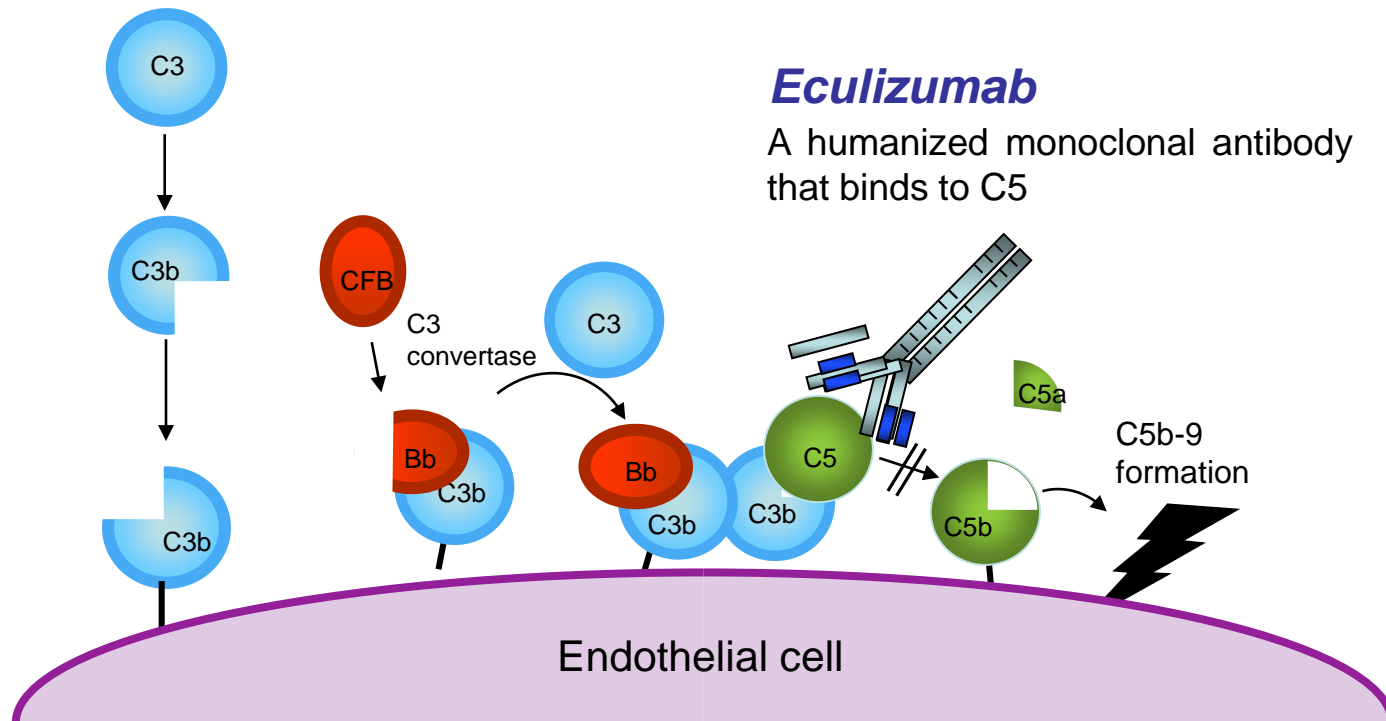 C3
Eculizumab
A humanized monoclonal antibody
that binds to C5
C3b
CFB
C3
convertase
C3
C5a
C5b-9
formation
Bb
C3b
Bb
C3b
C3b
C5
C5b
C3b
Endothelial cell